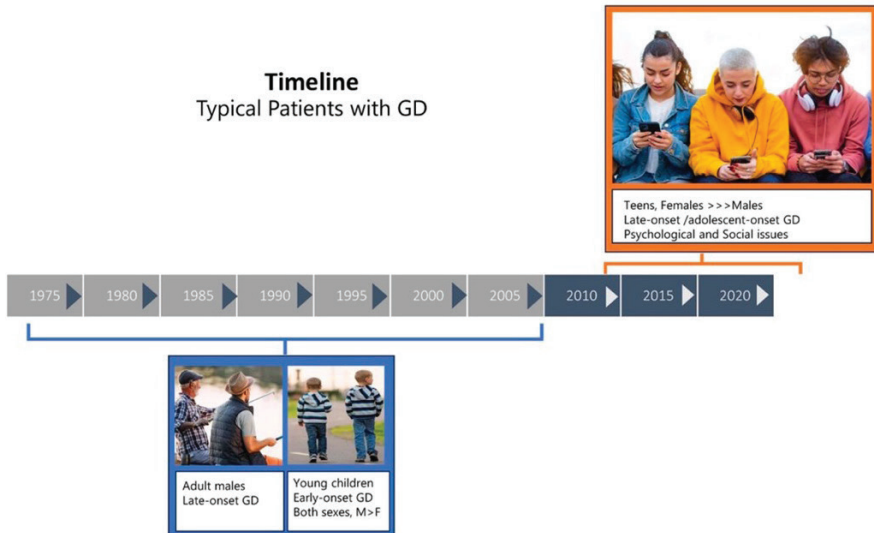 Timeline
Typical Patients with GD
Teens, Females >>>Males
Late-onset /adolescent-onset GD
Psychological and Social issues
1975 1980 1985 1990 1995 2000 2005 2010 2015 2020
Adult males
Late-onset GD
Young children
Early-onset GD
Both sexes, M>F